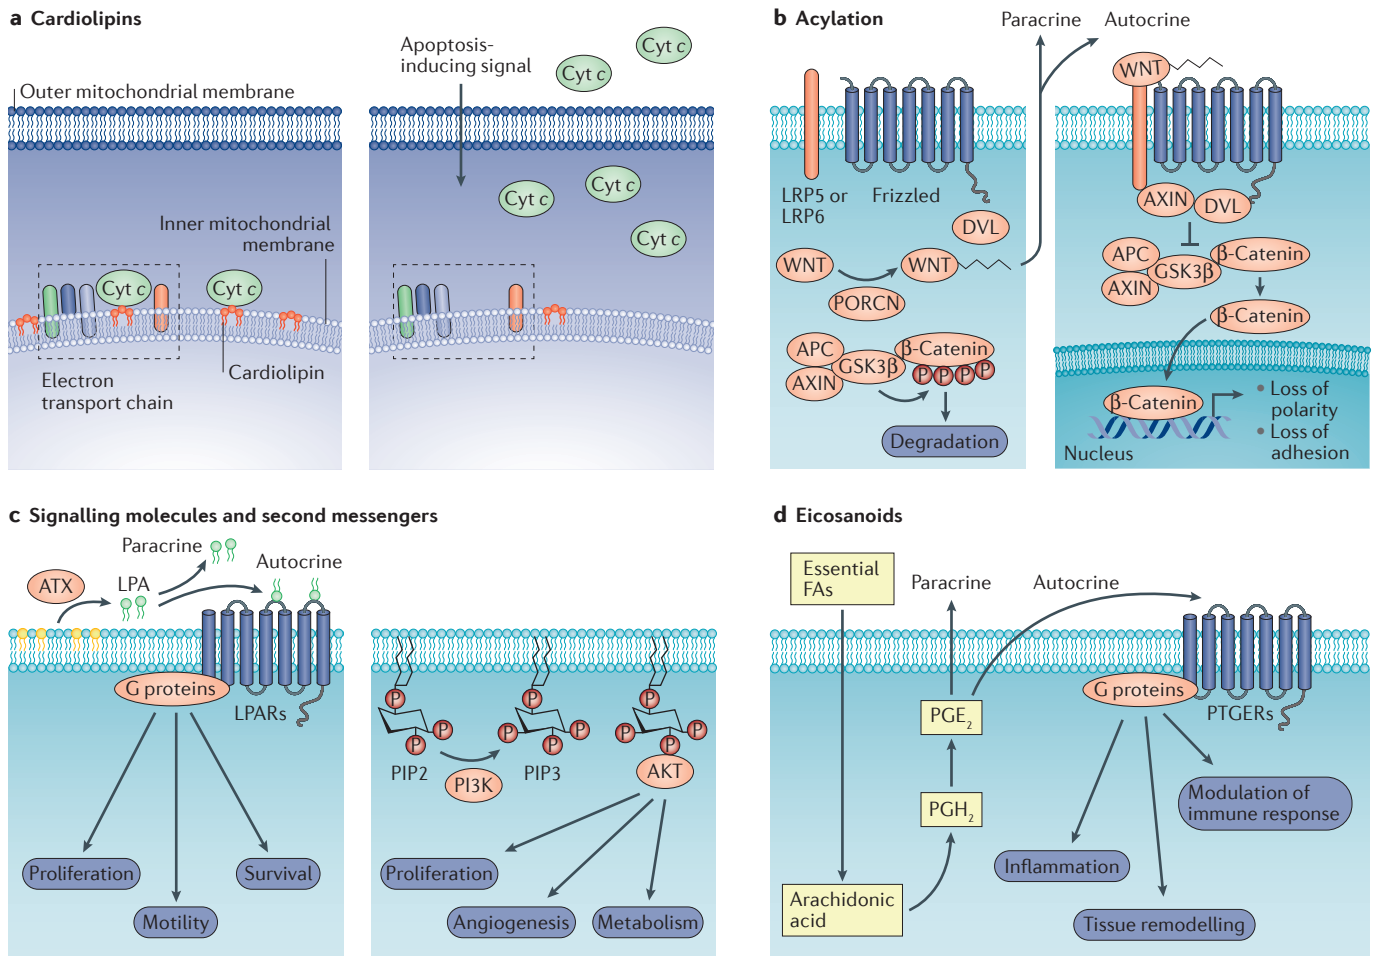 a Cardiolipins
Outer mitochondrial membrane
Inner mitochondrial
membrane
Cyt c
Cyt c
Electron
transport chain
Cardiolipin
Apoptosis-
inducing signal
Cyt c
Cyt c
Cyt c
Cyt c
Cyt c
b Acylation
Paracrine
Autocrine
LRP5 or
LRP6
Frizzled
DVL
WNT
WNT
PORCN
APC
AXIN
GSK3β
β-Catenin
P P P P
Degradation
WNT
AXIN
DVL
APC
AXIN
GSK3β
β-Catenin
β-Catenin
β-Catenin
Nucleus
• Loss of
polarity
• Loss of
adhesion
c Signalling molecules and second messengers
Paracrine
Autocrine
ATX
LPA
G proteins
LPARs
Proliferation
Motility
Survival
P
P
P
PIP2
PI3K
P
P
P
P
PIP3
P
P
P
P
AKT
Proliferation
Angiogenesis
Metabolism
d Eicosanoids
Essential
FAs
Paracrine
Autocrine
G proteins
PTGERs
PGE2
PGH2
Arachidonic
acid
Modulation of
immune response
Inflammation
Tissue remodelling